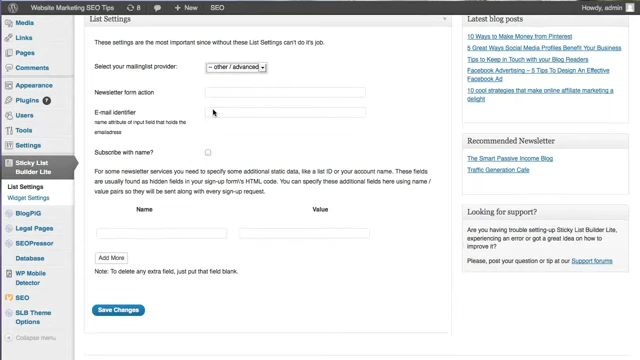 Website Marketing SEO Tips
8
+ New
SEO
Howdy, admin
Media
Links
Pages
Comments
Appearance
Plugins 7
Users
Tools
Settings
Sticky List
Builder Lite
List Settings
Widget Settings
BlogPIG
Legal Pages
SEOPressor
Database
WP Mobile
Detector
SEO
SLB Theme
Options
Collapse menu
List Settings
These settings are the most important since without these List Settings can't do it's job.
Select your mailinglist provider:
-- other / advanced
Newsletter form action
E-mail identifier
name attribute of input field that holds the
emailadress
Subscribe with name?
For some newsletter services you need to specify some additional static data, like a list ID or your account name. These fields
are usually found as hidden fields in your sign-up form\'s HTML code. You can specify these additional fields here using name /
value pairs so they will be sent along with every sign-up request.
Name
Value
Add More
Note: To delete any extra field, just put that field blank.
Save Changes
Latest blog posts
10 Ways to Make Money from Pinterest
5 Great Ways Social Media Profiles Benefit Your Business
Tips to Keep in Touch with your Blog Readers
Facebook Advertising – 5 Tips To Design An Effective
Facebook Ad
10 cool strategies that make online affiliate marketing a
delight
Recommended Newsletter
The Smart Passive Income Blog
Traffic Generation Cafe
Looking for support?
Are you having trouble setting-up Sticky List Builder Lite,
experiencing an error or got a great idea on how to
improve it?
Please, post your question or tip at our Support forums